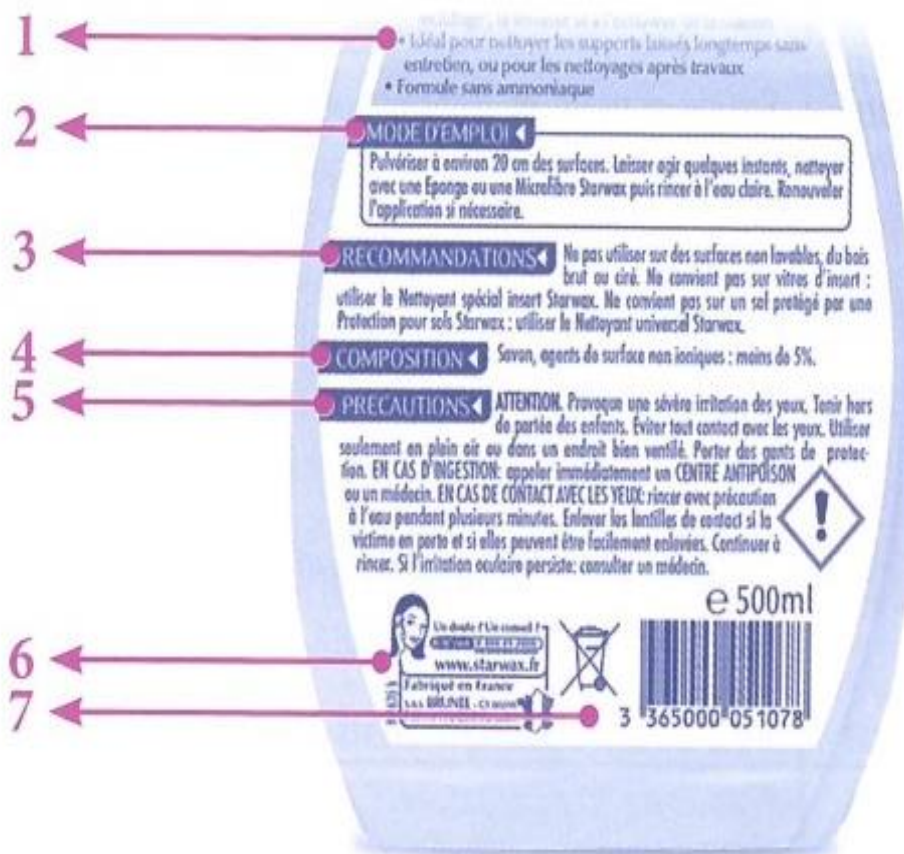 1
• Idéal pour nettoyer les supports laissés longtemps sans
entretien, ou pour les nettoyages après travaux
• Formule sans ammoniaque
2
MODE D'EMPLOI
Pulvériser à environ 20 cm des surfaces. Laisser agir quelques instants, nettoyer
avec une Eponge ou une Microfibre Starwax puis rincer à l'eau claire. Renouveler
l'application si nécessaire.
3
RECOMMANDATIONS Ne pas utiliser sur des surfaces non lavables, du bois
brut ou ciré. Ne convient pas sur vitres d'insert :
utiliser le Nettoyant spécial insert Starwax. Ne convient pas sur un sol protégé par une
Protection pour sols Starwax : utiliser le Nettoyant universel Starwax.
4
COMPOSITION Savon, agents de surface non ioniques : moins de 5%.
5
PRECAUTIONS ATTENTION. Provoque une sévère irritation des yeux. Tenir hors
de portée des enfants. Eviter tout contact avec les yeux. Utiliser
seulement en plein air ou dans un endroit bien ventilé. Porter des gants de protec-
tion. EN CAS D'INGESTION: appeler immédiatement un CENTRE ANTIPOISON
ou un médecin. EN CAS DE CONTACT AVEC LES YEUX: rincer avec précaution
à l'eau pendant plusieurs minutes. Enlever les lentilles de contact si la
victime en porte et si elles peuvent être facilement enlevées. Continuer à
rincer. Si l'irritation oculaire persiste: consulter un médecin.
℮ 500ml
6
Un doute ? Un conseil ?
www.starwax.fr
Fabriqué en France
S.A.S BRUNEL
7
3 365000 051078